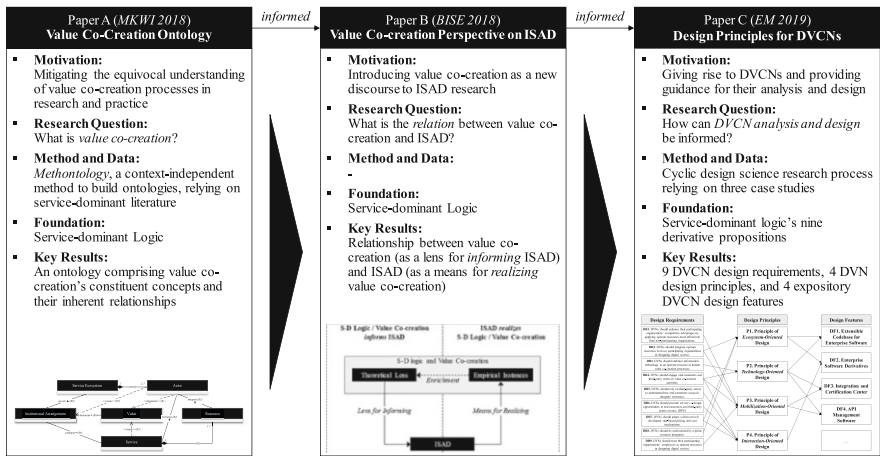 Paper A (MKWI 2018)
Value Co-Creation Ontology
Motivation:
Mitigating the equivocal understanding
of value co-creation processes in
research and practice
Research Question:
What is value co-creation?
Method and Data:
Methontology, a context-independent
method to build ontologies, relying on
service-dominant literature
Foundation:
Service-dominant Logic
Key Results:
An ontology comprising value co-
creation's constituent concepts and
their inherent relationships
Service Ecosystem
Actor
Institutional Arrangement
Value
Resource
Service
informed
Paper B (BISE 2018)
Value Co-creation Perspective on ISAD
Motivation:
Introducing value co-creation as a new
discourse to ISAD research
Research Question:
What is the relation between value co-
creation and ISAD?
Method and Data:
-
Foundation:
Service-dominant Logic
Key Results:
Relationship between value co-
creation (as a lens for informing ISAD)
and ISAD (as a means for realizing
value co-creation)
S-D Logic / Value Co-creation
informs ISAD
ISAD realizes
S-D Logic / Value Co-creation
S-D logic and Value Co-Creation
Theoretical Lens
Enrichment
Empirical Instances
Lens for Informing
Means for Realizing
ISAD
informed
Paper C (EM 2019)
Design Principles for DVCNs
Motivation:
Giving rise to DVCNs and providing
guidance for their analysis and design
Research Question:
How can DVCN analysis and design
be informed?
Method and Data:
Cyclic design science research process
relying on three case studies
Foundation:
Service-dominant logic's nine
derivative propositions
Key Results:
9 DVCN design requirements, 4 DVN
design principles, and 4 expository
DVCN design features
Design Requirements
Design Principles
Design Features
P1. Principle of
Ecosystem-Oriented
Design
P2. Principle of
Technology-Oriented
Design
P3. Principle of
Mobilization-Oriented
Design
P4. Principle of
Interaction-Oriented
Design
DF1. Extensible
Codebase for
Enterprise Software
DF2. Enterprise
Software Derivatives
DF3. Integration and
Certification Center
DF4. API
Management
Software
...